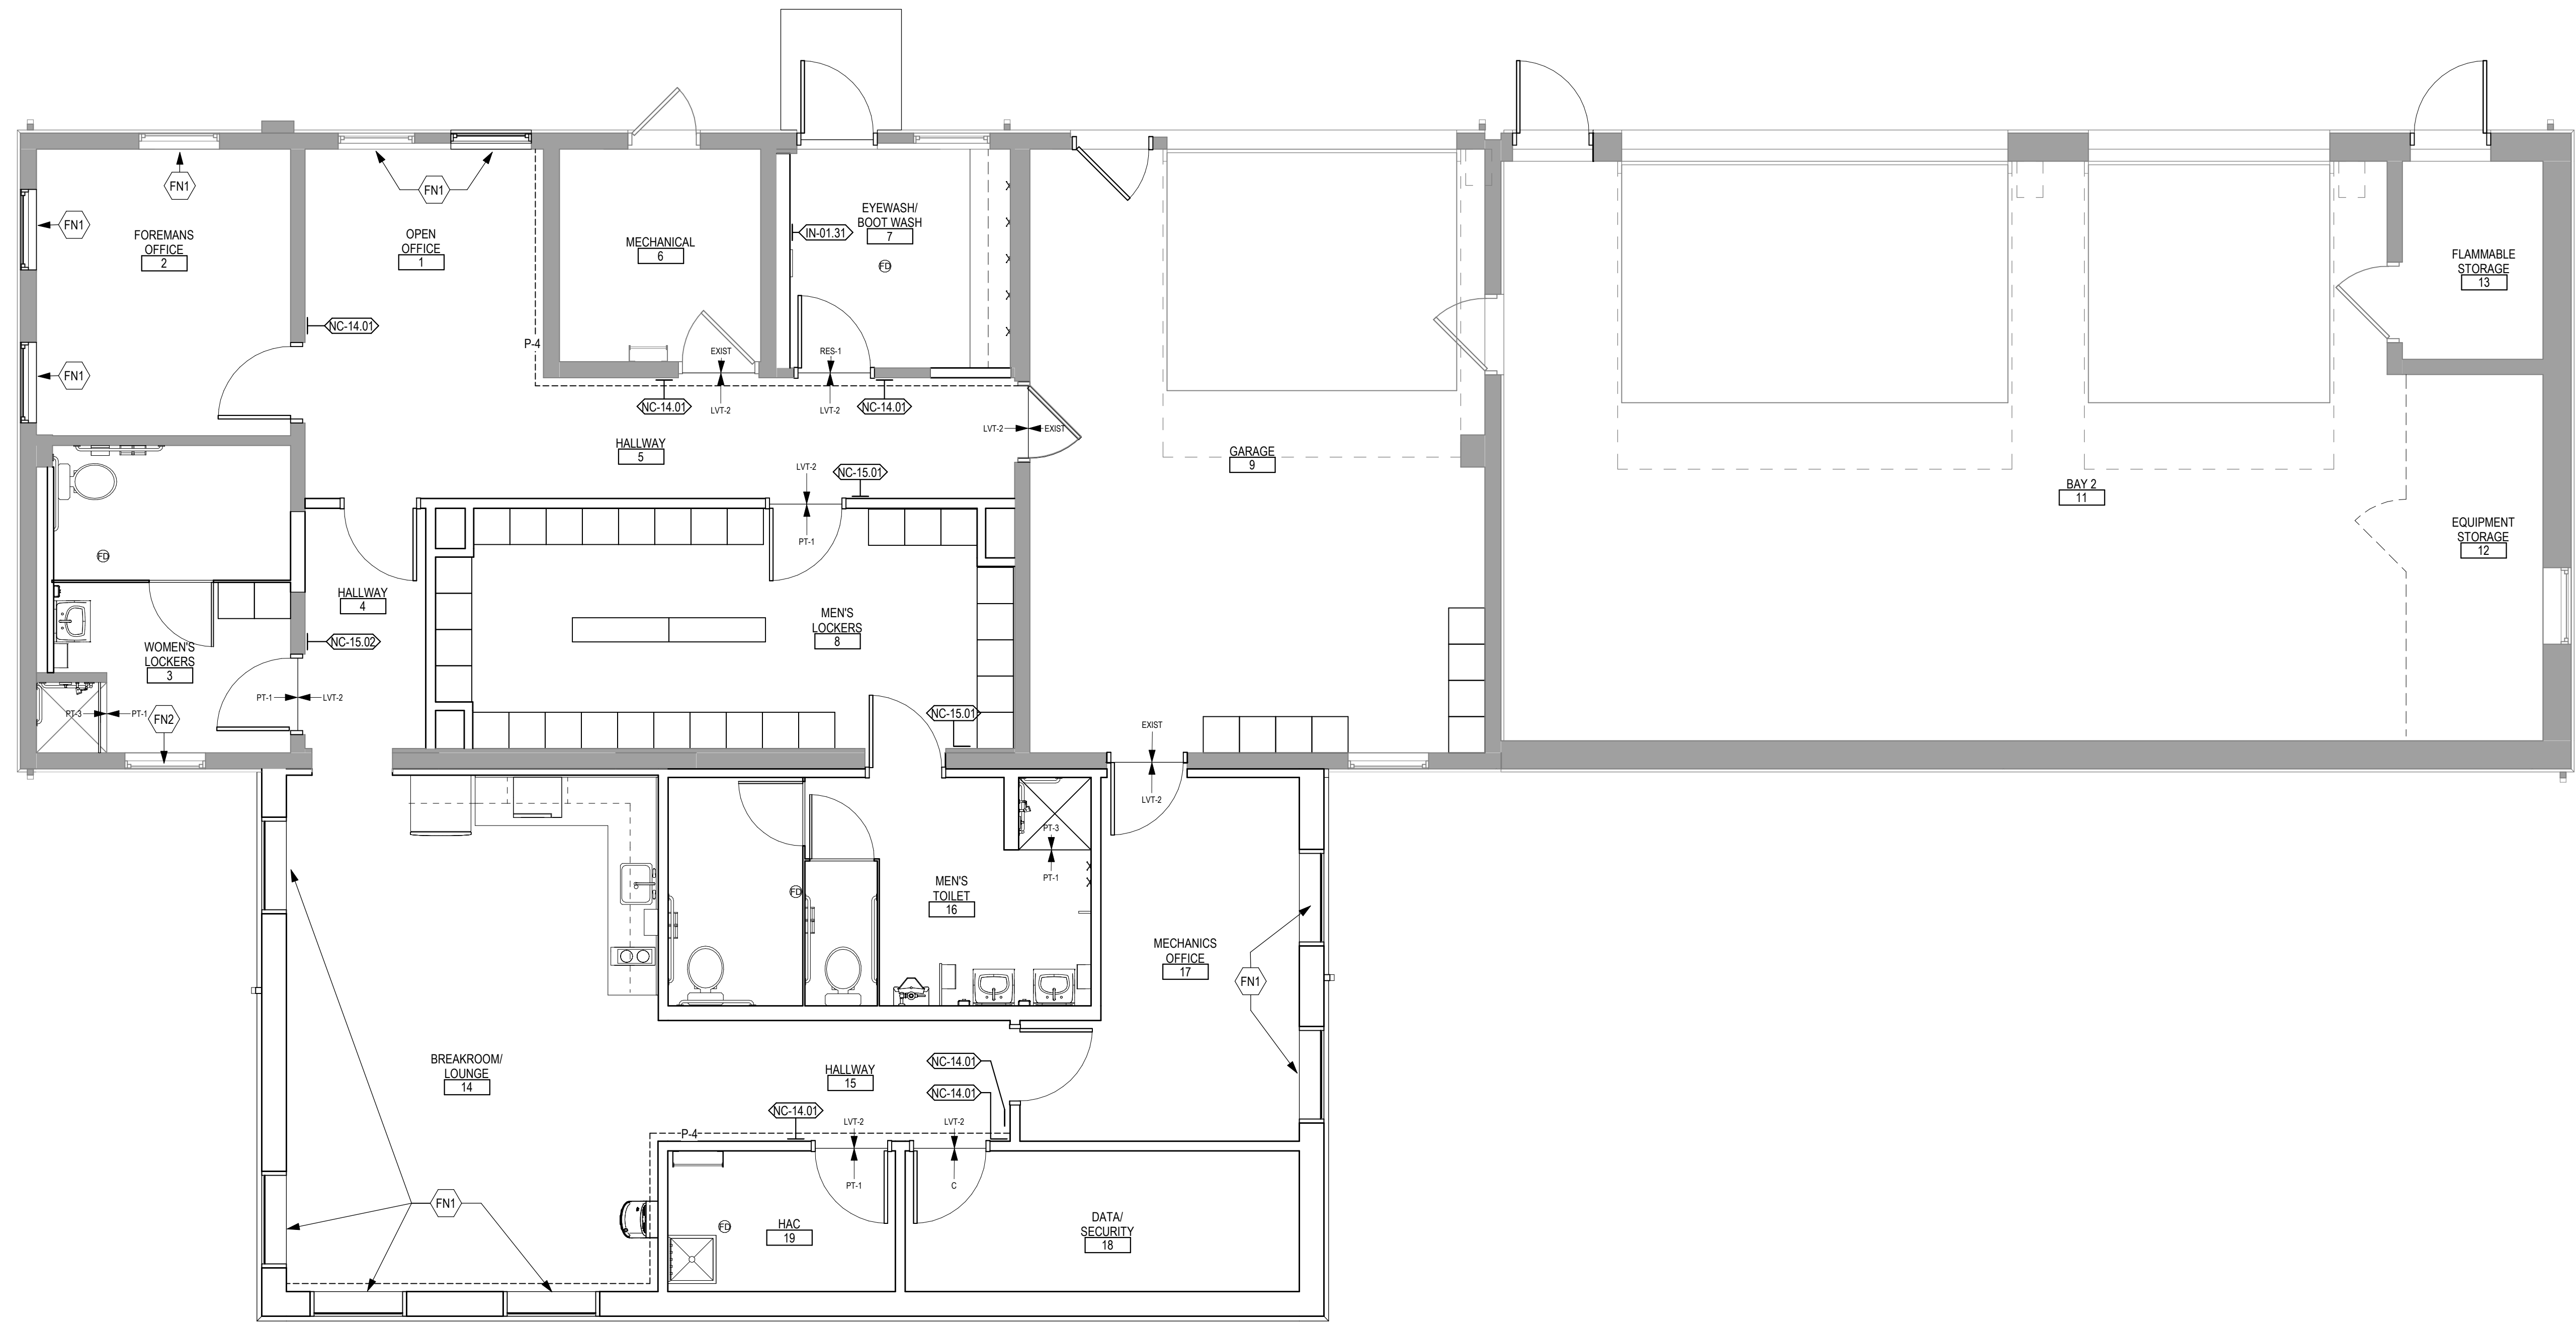 FN1
FN1
FN1
FOREMANS
OFFICE
2
OPEN
OFFICE
1
FN1
NC-14.01
P-4
MECHANICAL
6
EYEWASH/
BOOT WASH
7
IN-01.31
FD
EXIST
LVT-2
NC-14.01
RES-1
LVT-2
NC-14.01
LVT-2
EXIST
HALLWAY
5
LVT-2
PT-1
NC-15.01
GARAGE
9
BAY 2
11
FLAMMABLE
STORAGE
13
EQUIPMENT
STORAGE
12
FD
HALLWAY
4
NC-15.02
WOMEN'S
LOCKERS
3
PT-1
LVT-2
PT-3
PT-1
FN2
MEN'S
LOCKERS
8
NC-15.01
EXIST
LVT-2
PT-3
PT-1
FD
MEN'S
TOILET
16
MECHANICS
OFFICE
17
FN1
BREAKROOM/
LOUNGE
14
HALLWAY
15
NC-14.01
NC-14.01
NC-14.01
P-4
LVT-2
PT-1
LVT-2
C
FN1
FD
HAC
19
DATA/
SECURITY
18